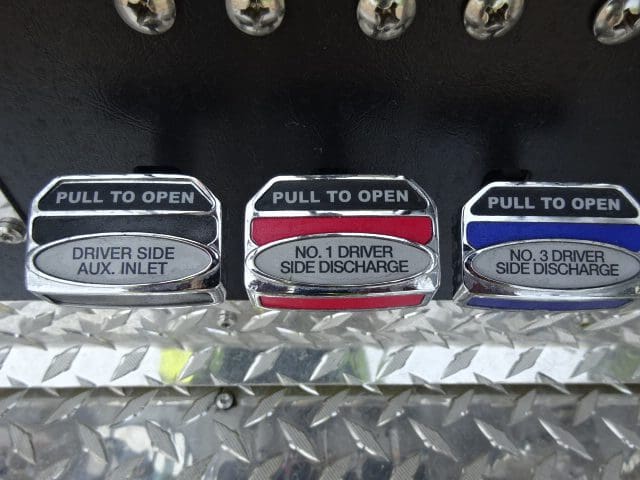 PULL TO OPEN
DRIVER SIDE
AUX. INLET
PULL TO OPEN
NO. 1 DRIVER
SIDE DISCHARGE
PULL TO OPEN
NO. 3 DRIVER
SIDE DISCHARGE